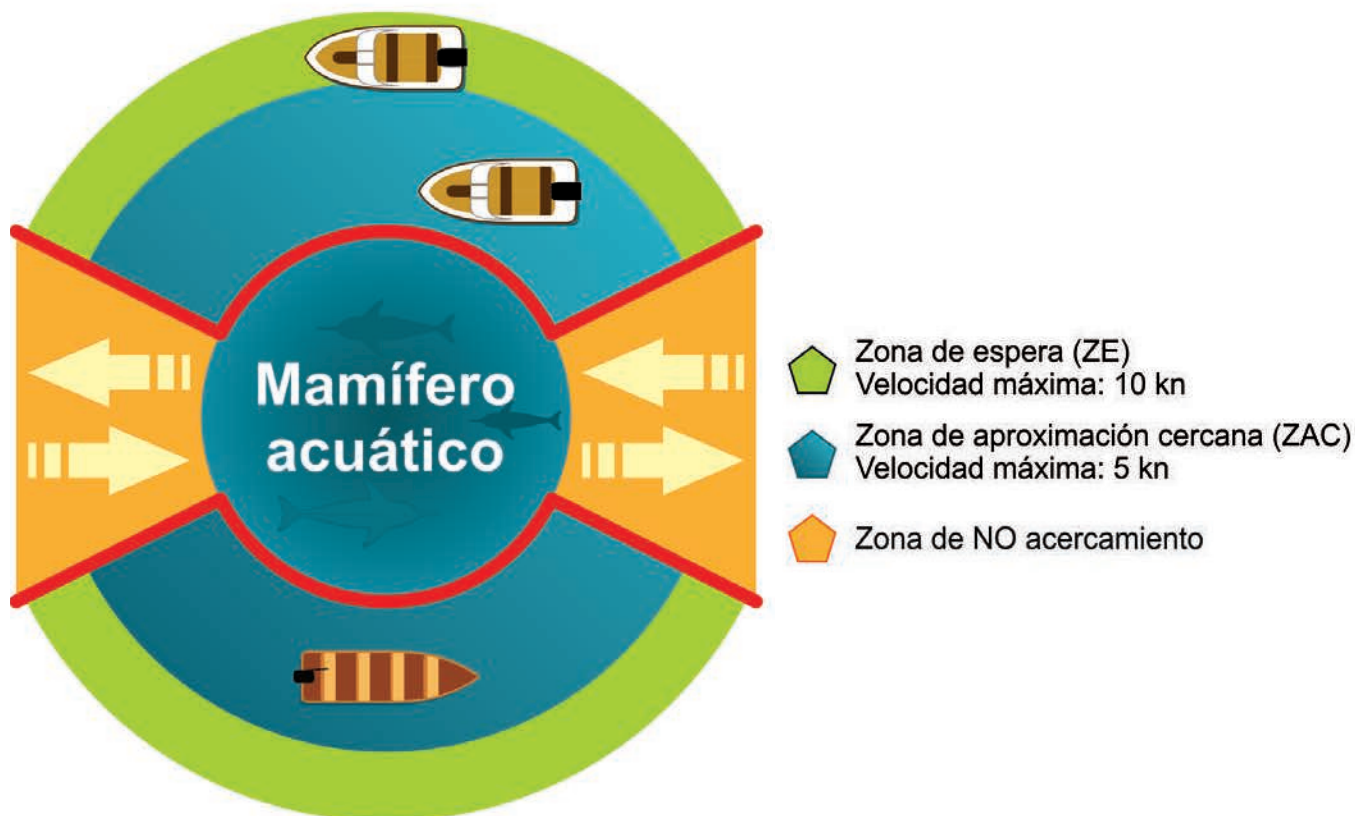 Mamífero
acuático
Zona de espera (ZE)
Velocidad máxima: 10 kn
Zona de aproximación cercana (ZAC)
Velocidad máxima: 5 kn
Zona de NO acercamiento